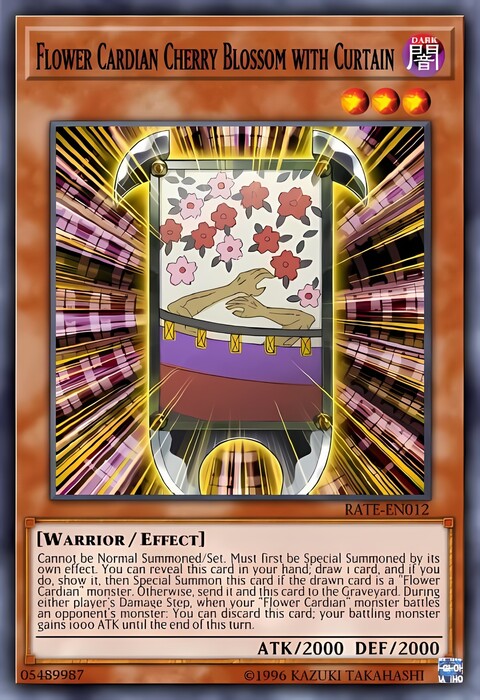 Flower Cardian Cherry Blossom with Curtain
DARK
闇
RATE-EN012
[Warrior / Effect]
Cannot be Normal Summoned/Set. Must first be Special Summoned by its
own effect. You can reveal this card in your hand; draw 1 card, and if you
do, show it, then Special Summon this card if the drawn card is a "Flower
Cardian" monster. Otherwise, send it and this card to the Graveyard. During
either player's Damage Step, when your "Flower Cardian" monster battles
an opponent's monster: You can discard this card; your battling monster
gains 1000 ATK until the end of this turn.
ATK/2000 DEF/2000
05489987
©1996 KAZUKI TAKAHASHI